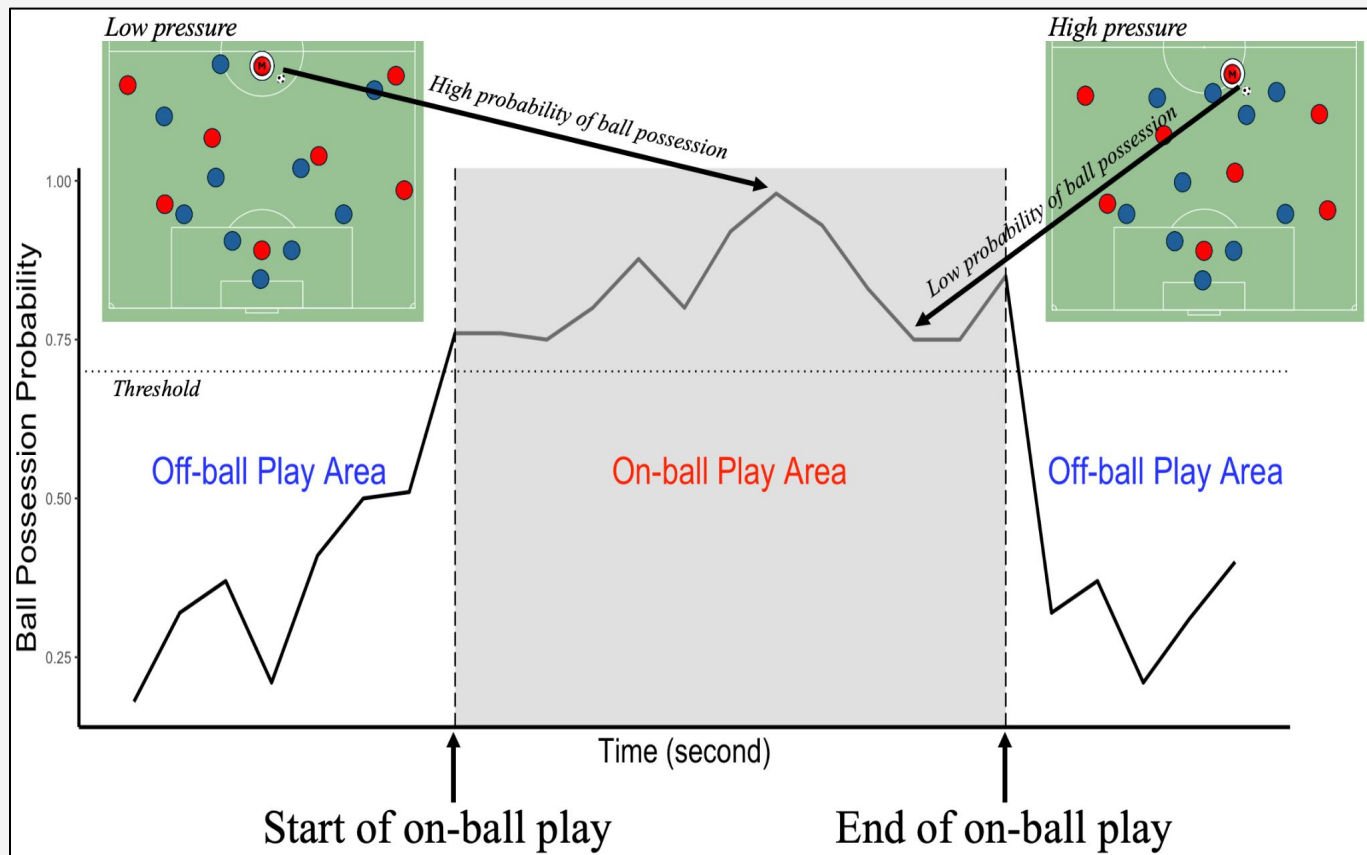 Low pressure
High pressure
M
M
High probability of ball possession
Low probability of ball possession
1.00
0.75
0.50
0.25
Ball Possession Probability
Threshold
Off-ball Play Area
On-ball Play Area
Off-ball Play Area
Time (second)
Start of on-ball play
End of on-ball play